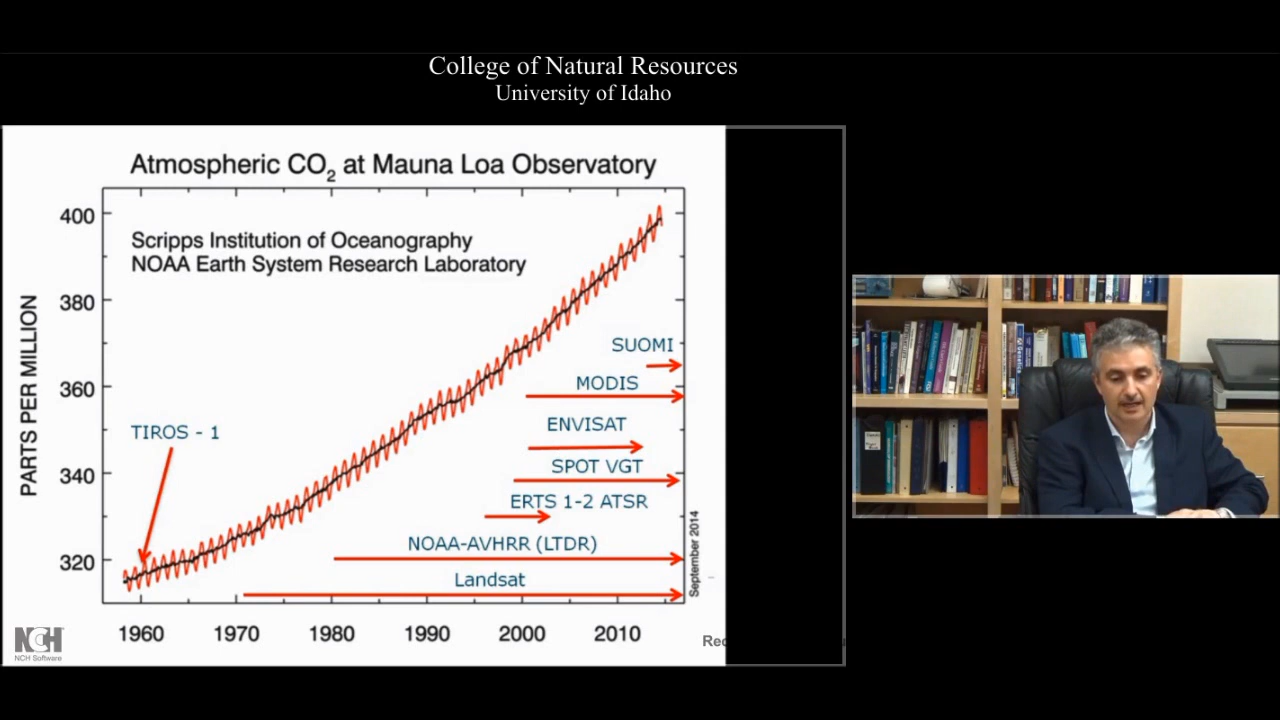 College of Natural Resources
University of Idaho
Atmospheric CO₂ at Mauna Loa Observatory
Scripps Institution of Oceanography
NOAA Earth System Research Laboratory
PARTS PER MILLION
400
380
360
340
320
TIROS - 1
SUOMI
MODIS
ENVISAT
SPOT VGT
ERTS 1-2 ATSR
NOAA-AVHRR (LTDR)
Landsat
September 2014
1960
1970
1980
1990
2000
2010
NCH
NCH Software